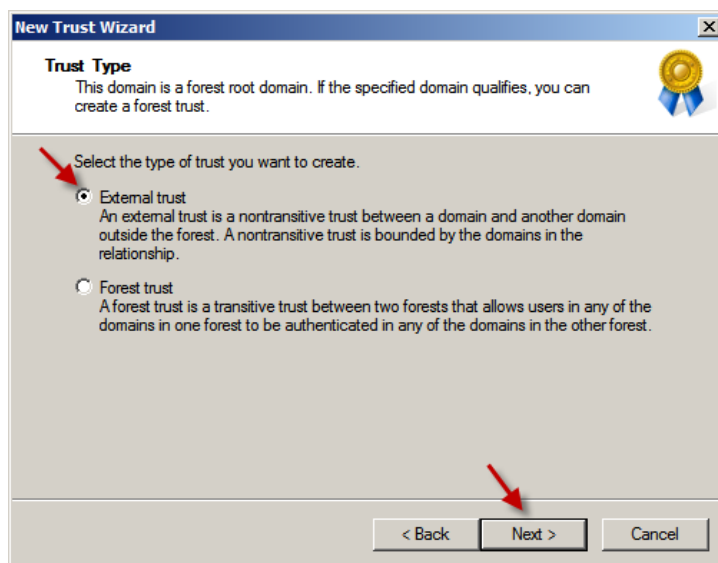 New Trust Wizard
Trust Type
This domain is a forest root domain. If the specified domain qualifies, you can
create a forest trust.
Select the type of trust you want to create.
External trust
An external trust is a nontransitive trust between a domain and another domain
outside the forest. A nontransitive trust is bounded by the domains in the
relationship.
Forest trust
A forest trust is a transitive trust between two forests that allows users in any of the
domains in one forest to be authenticated in any of the domains in the other forest.
< Back
Next >
Cancel